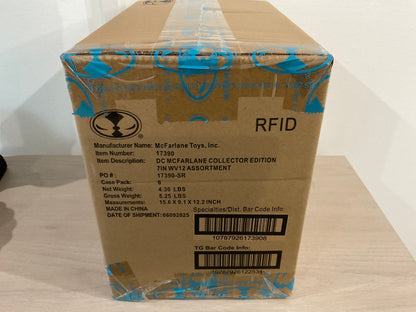 RFID
Manufacturer Name: McFarlane Toys, Inc.
Item Number: 17390
Item Description: DC MCFARLANE COLLECTOR EDITION
7IN WV12 ASSORTMENT
PO #: 17390-SR
Case Pack: 6
Net Weight: 4.36 LBS
Gross Weight: 5.25 LBS
Measurements: 15.6 X 9.1 X 12.2 INCH
MADE IN CHINA
DATE OF SHIPMENT:06092025
Specialties/Dist. Bar Code Info:
10787926173908
TG Bar Code Info: